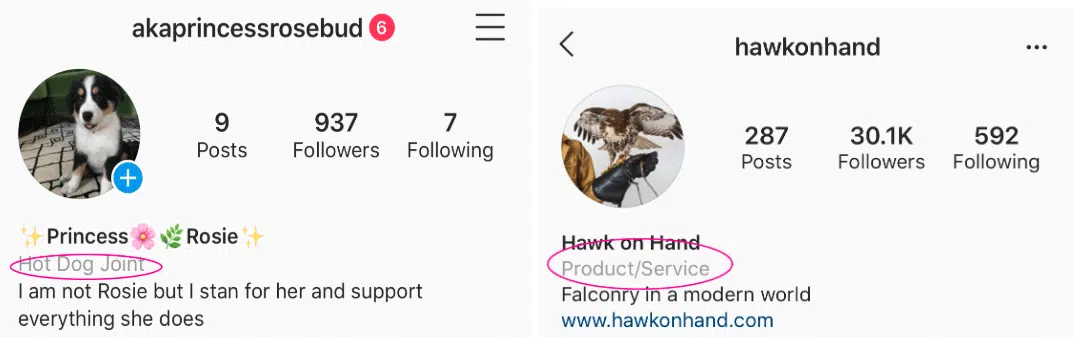 akaprincessrosebud 6
9 937 7
Posts Followers Following
✨Princess🌸🌿Rosie✨
Hot Dog Joint
I am not Rosie but I stan for her and support
everything she does
hawkonhand
287 30.1K 592
Posts Followers Following
Hawk on Hand
Product/Service
Falconry in a modern world
www.hawkonhand.com